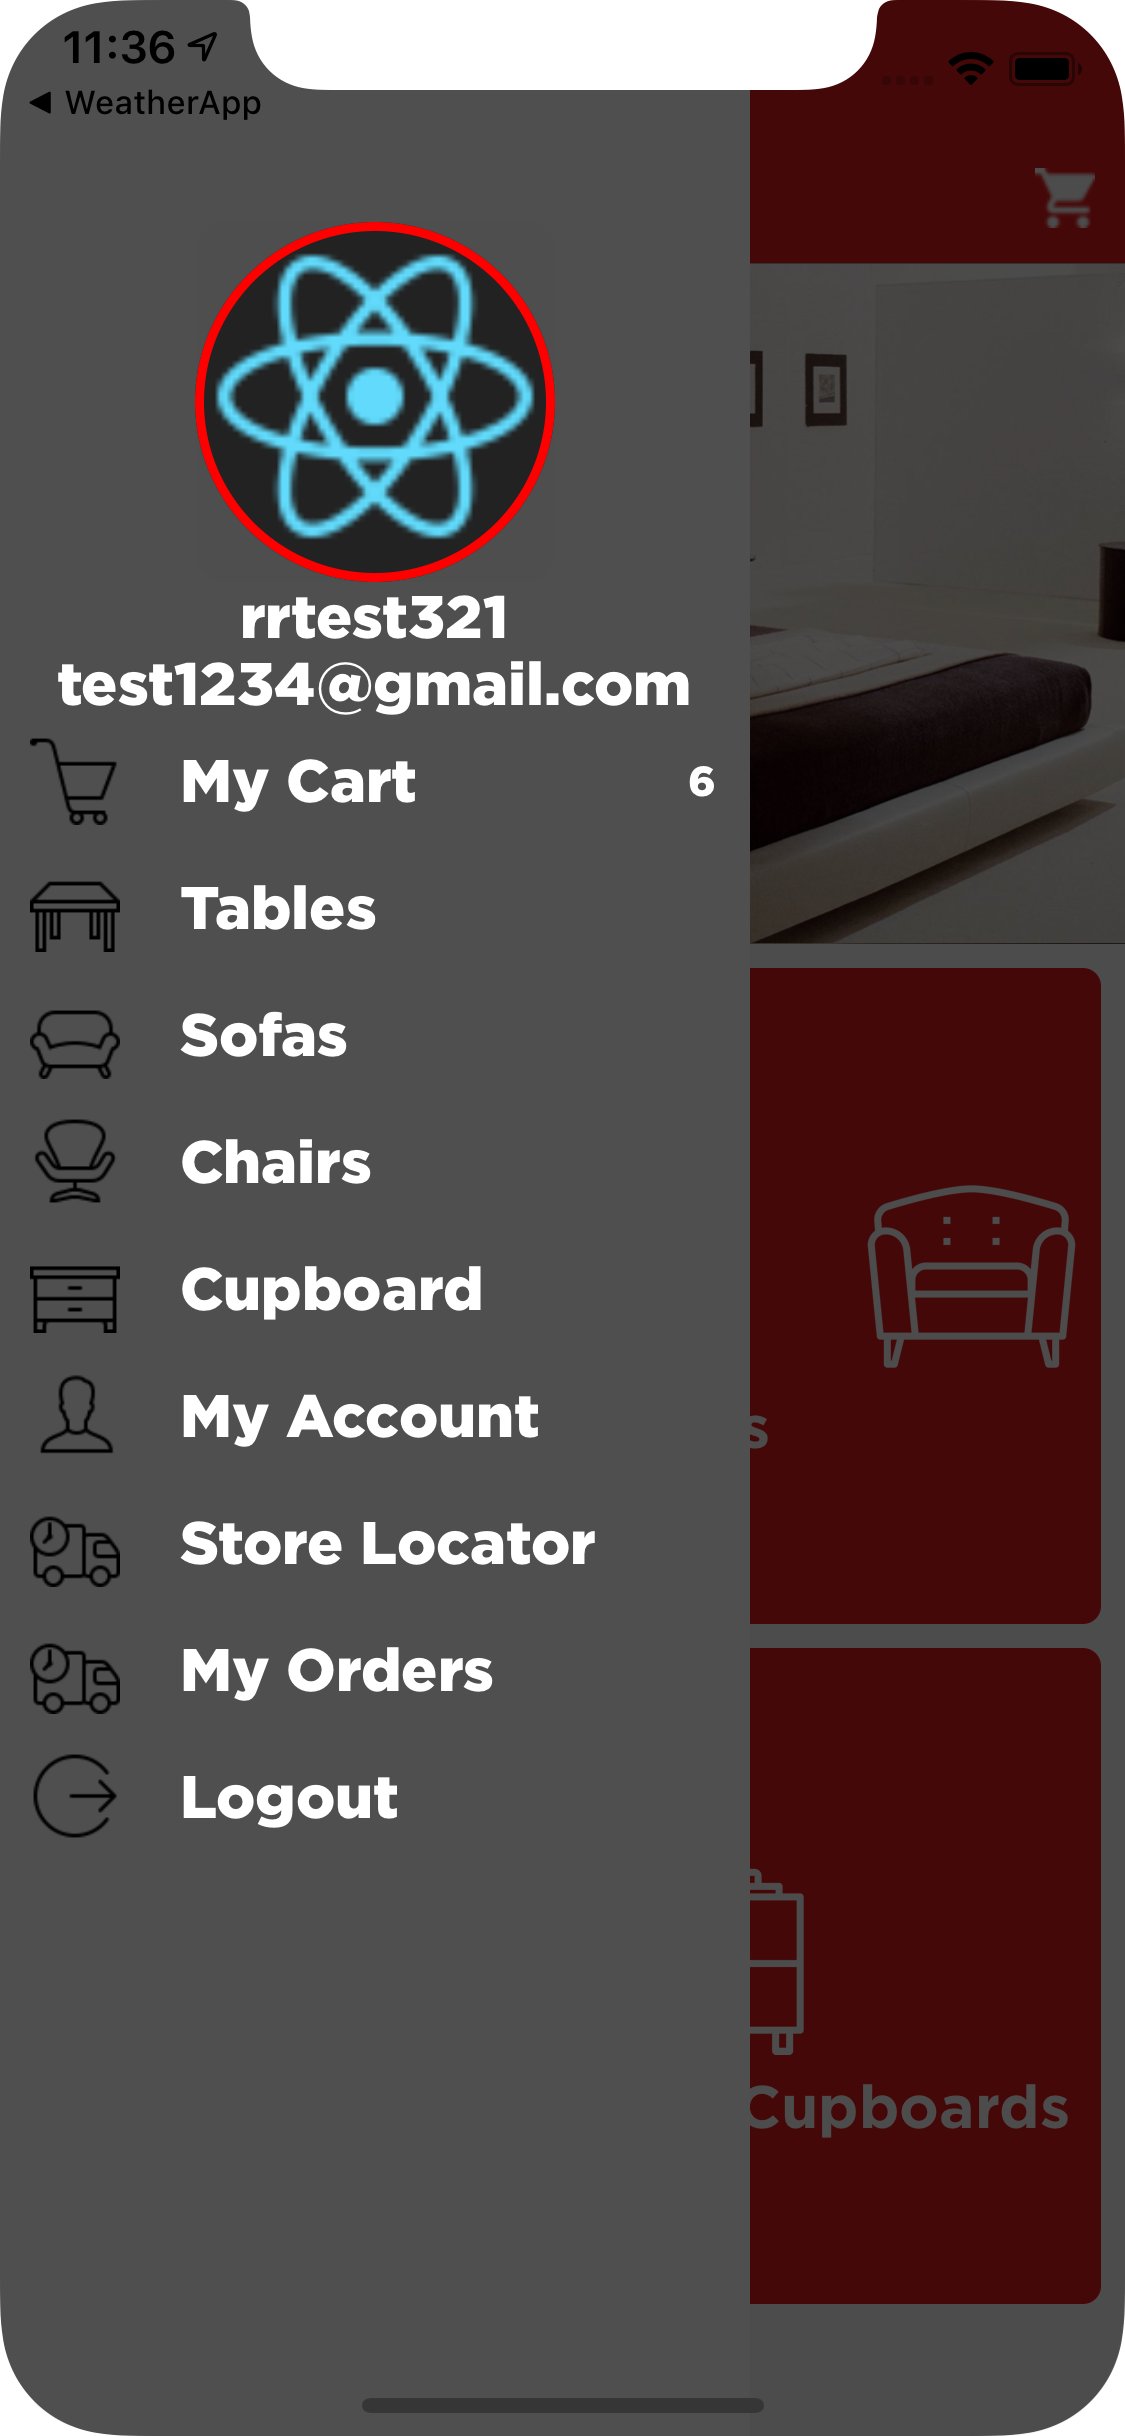 11:36
◀ WeatherApp
rrtest321
test1234@gmail.com
My Cart 6
Tables
Sofas
Chairs
Cupboard
My Account
s
Store Locator
My Orders
Logout
Cupboards